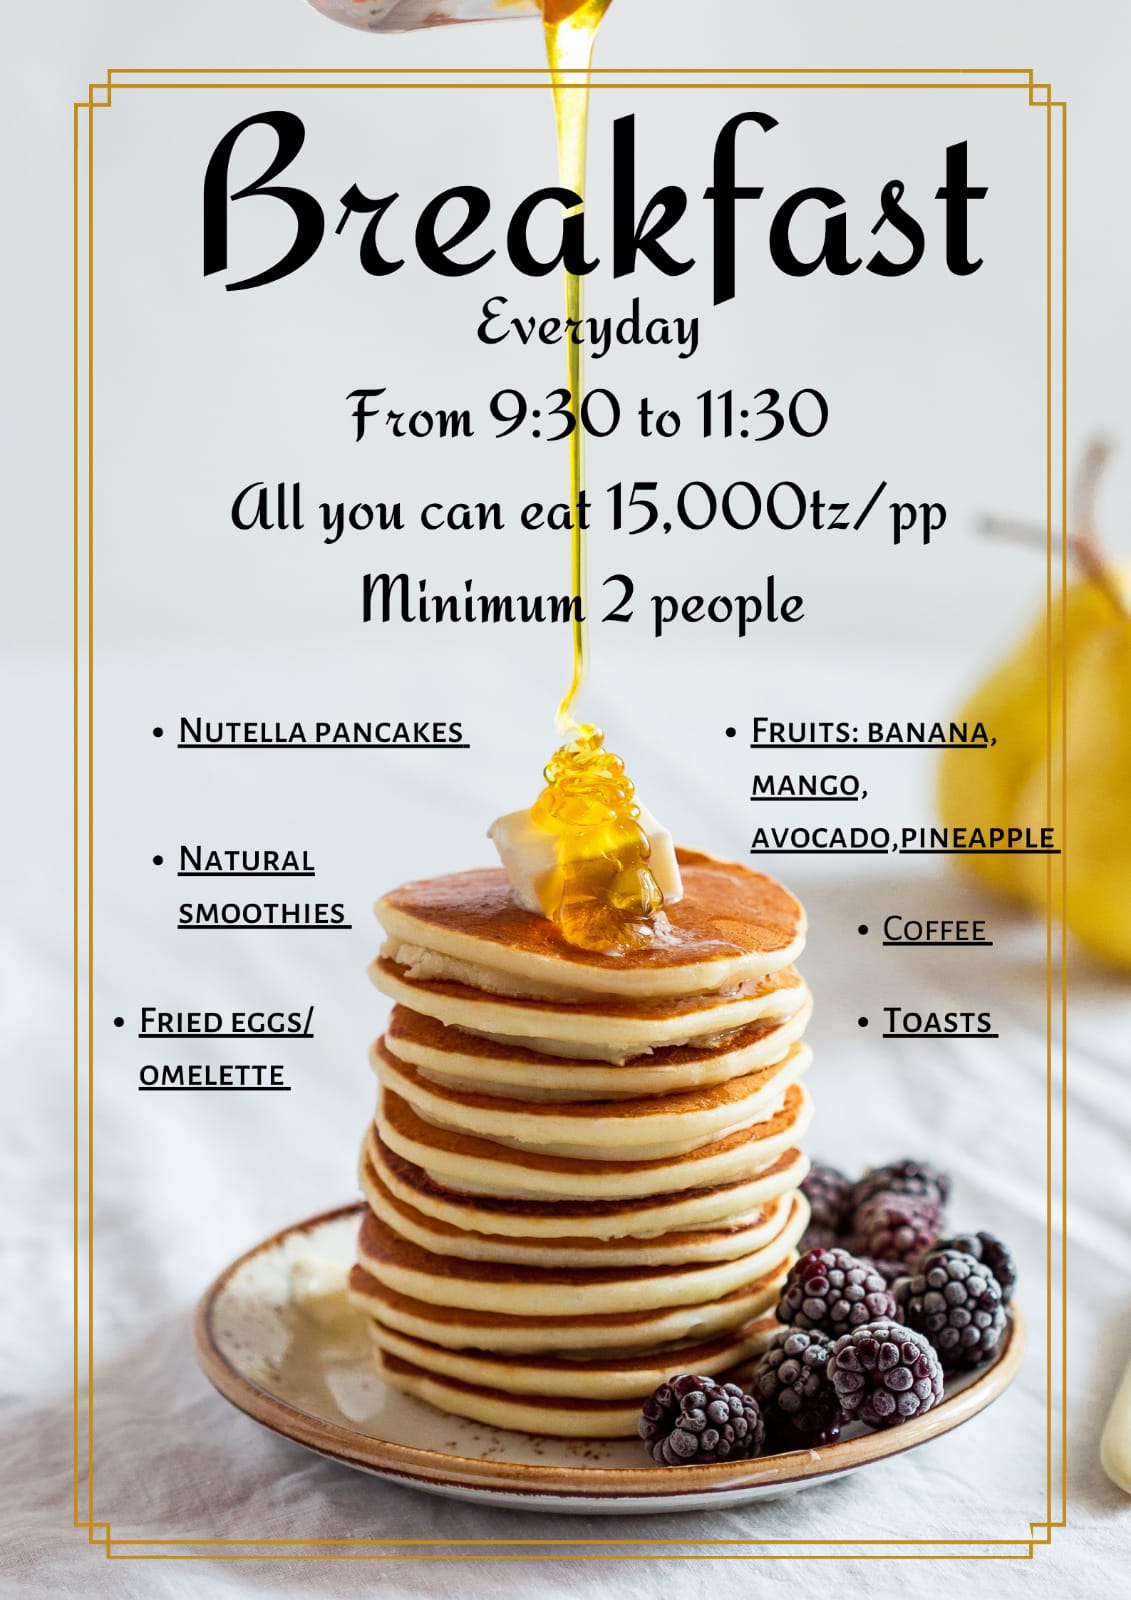 Breakfast
Everyday
From 9:30 to 11:30
All you can eat 15,000tz/pp
Minimum 2 people
• Nutella pancakes
• Natural
smoothies
• Fried eggs/
omelette
• Fruits: banana,
mango,
avocado,pineapple
• Coffee
• Toasts